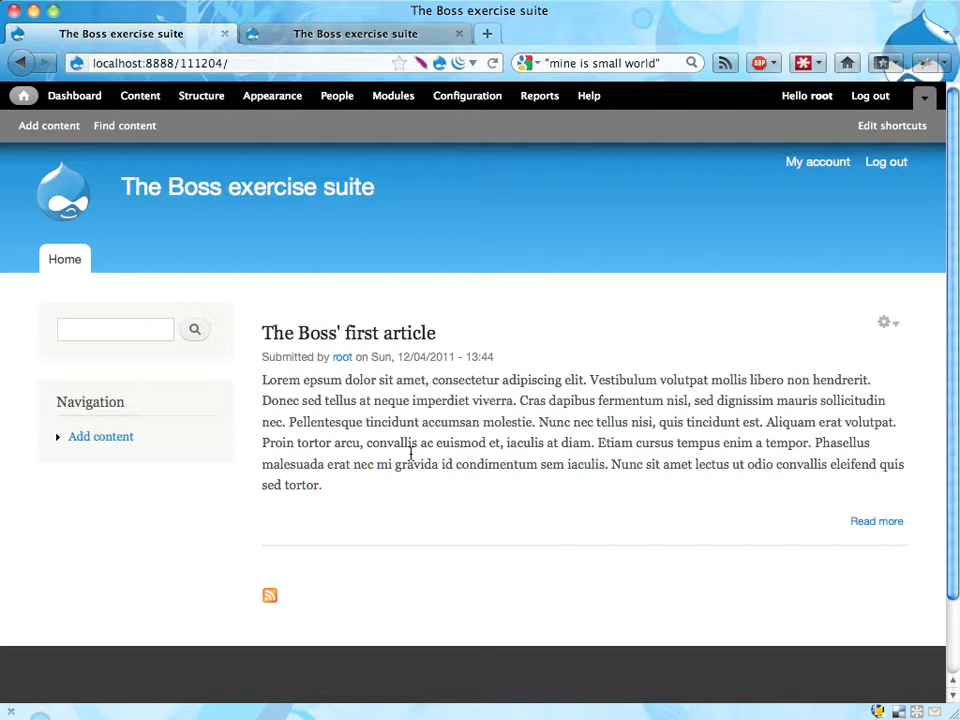 The Boss exercise suite
The Boss exercise suite
The Boss exercise suite
localhost:8888/111204/
"mine is small world"
ABP
Dashboard Content Structure Appearance People Modules Configuration Reports Help
Hello root Log out
Add content Find content
Edit shortcuts
My account Log out
The Boss exercise suite
Home
The Boss' first article
Submitted by root on Sun, 12/04/2011 - 13:44
Lorem epsum dolor sit amet, consectetur adipiscing elit. Vestibulum volutpat mollis libero non hendrerit.
Donec sed tellus at neque imperdiet viverra. Cras dapibus fermentum nisl, sed dignissim mauris sollicitudin
nec. Pellentesque tincidunt accumsan molestie. Nunc nec tellus nisi, quis tincidunt est. Aliquam erat volutpat.
Proin tortor arcu, convallis ac euismod et, iaculis at diam. Etiam cursus tempus enim a tempor. Phasellus
malesuada erat nec mi gravida id condimentum sem iaculis. Nunc sit amet lectus ut odio convallis eleifend quis
sed tortor.
Read more
Navigation
Add content